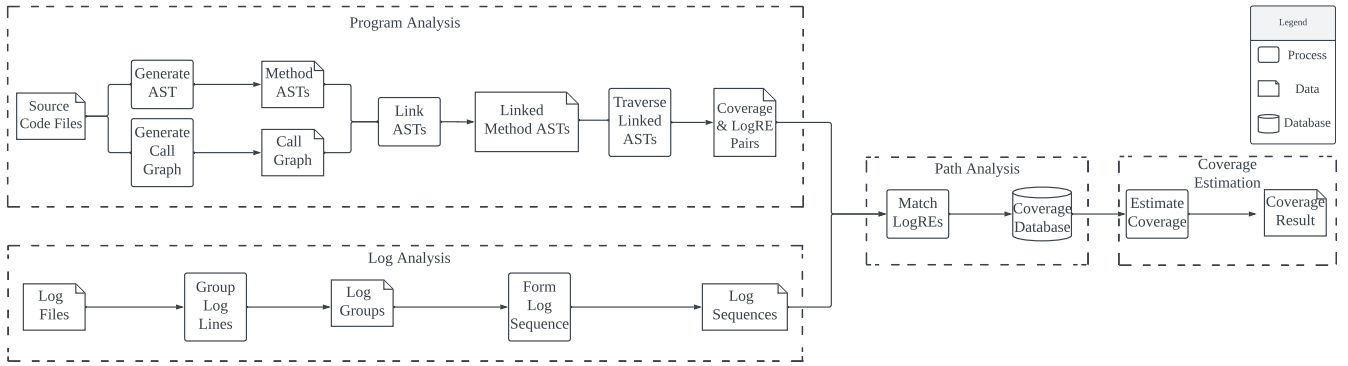 Program Analysis
Source
Code Files
Generate
AST
Generate
Call
Graph
Method
ASTs
Call
Graph
Link
ASTs
Linked
Method ASTs
Traverse
Linked
ASTs
Coverage
& LogRE
Pairs
Log Analysis
Log
Files
Group
Log
Lines
Log
Groups
Form
Log
Sequence
Log
Sequences
Path Analysis
Match
LogREs
Coverage
Database
Coverage
Estimation
Estimate
Coverage
Coverage
Result
Legend
Process
Data
Database